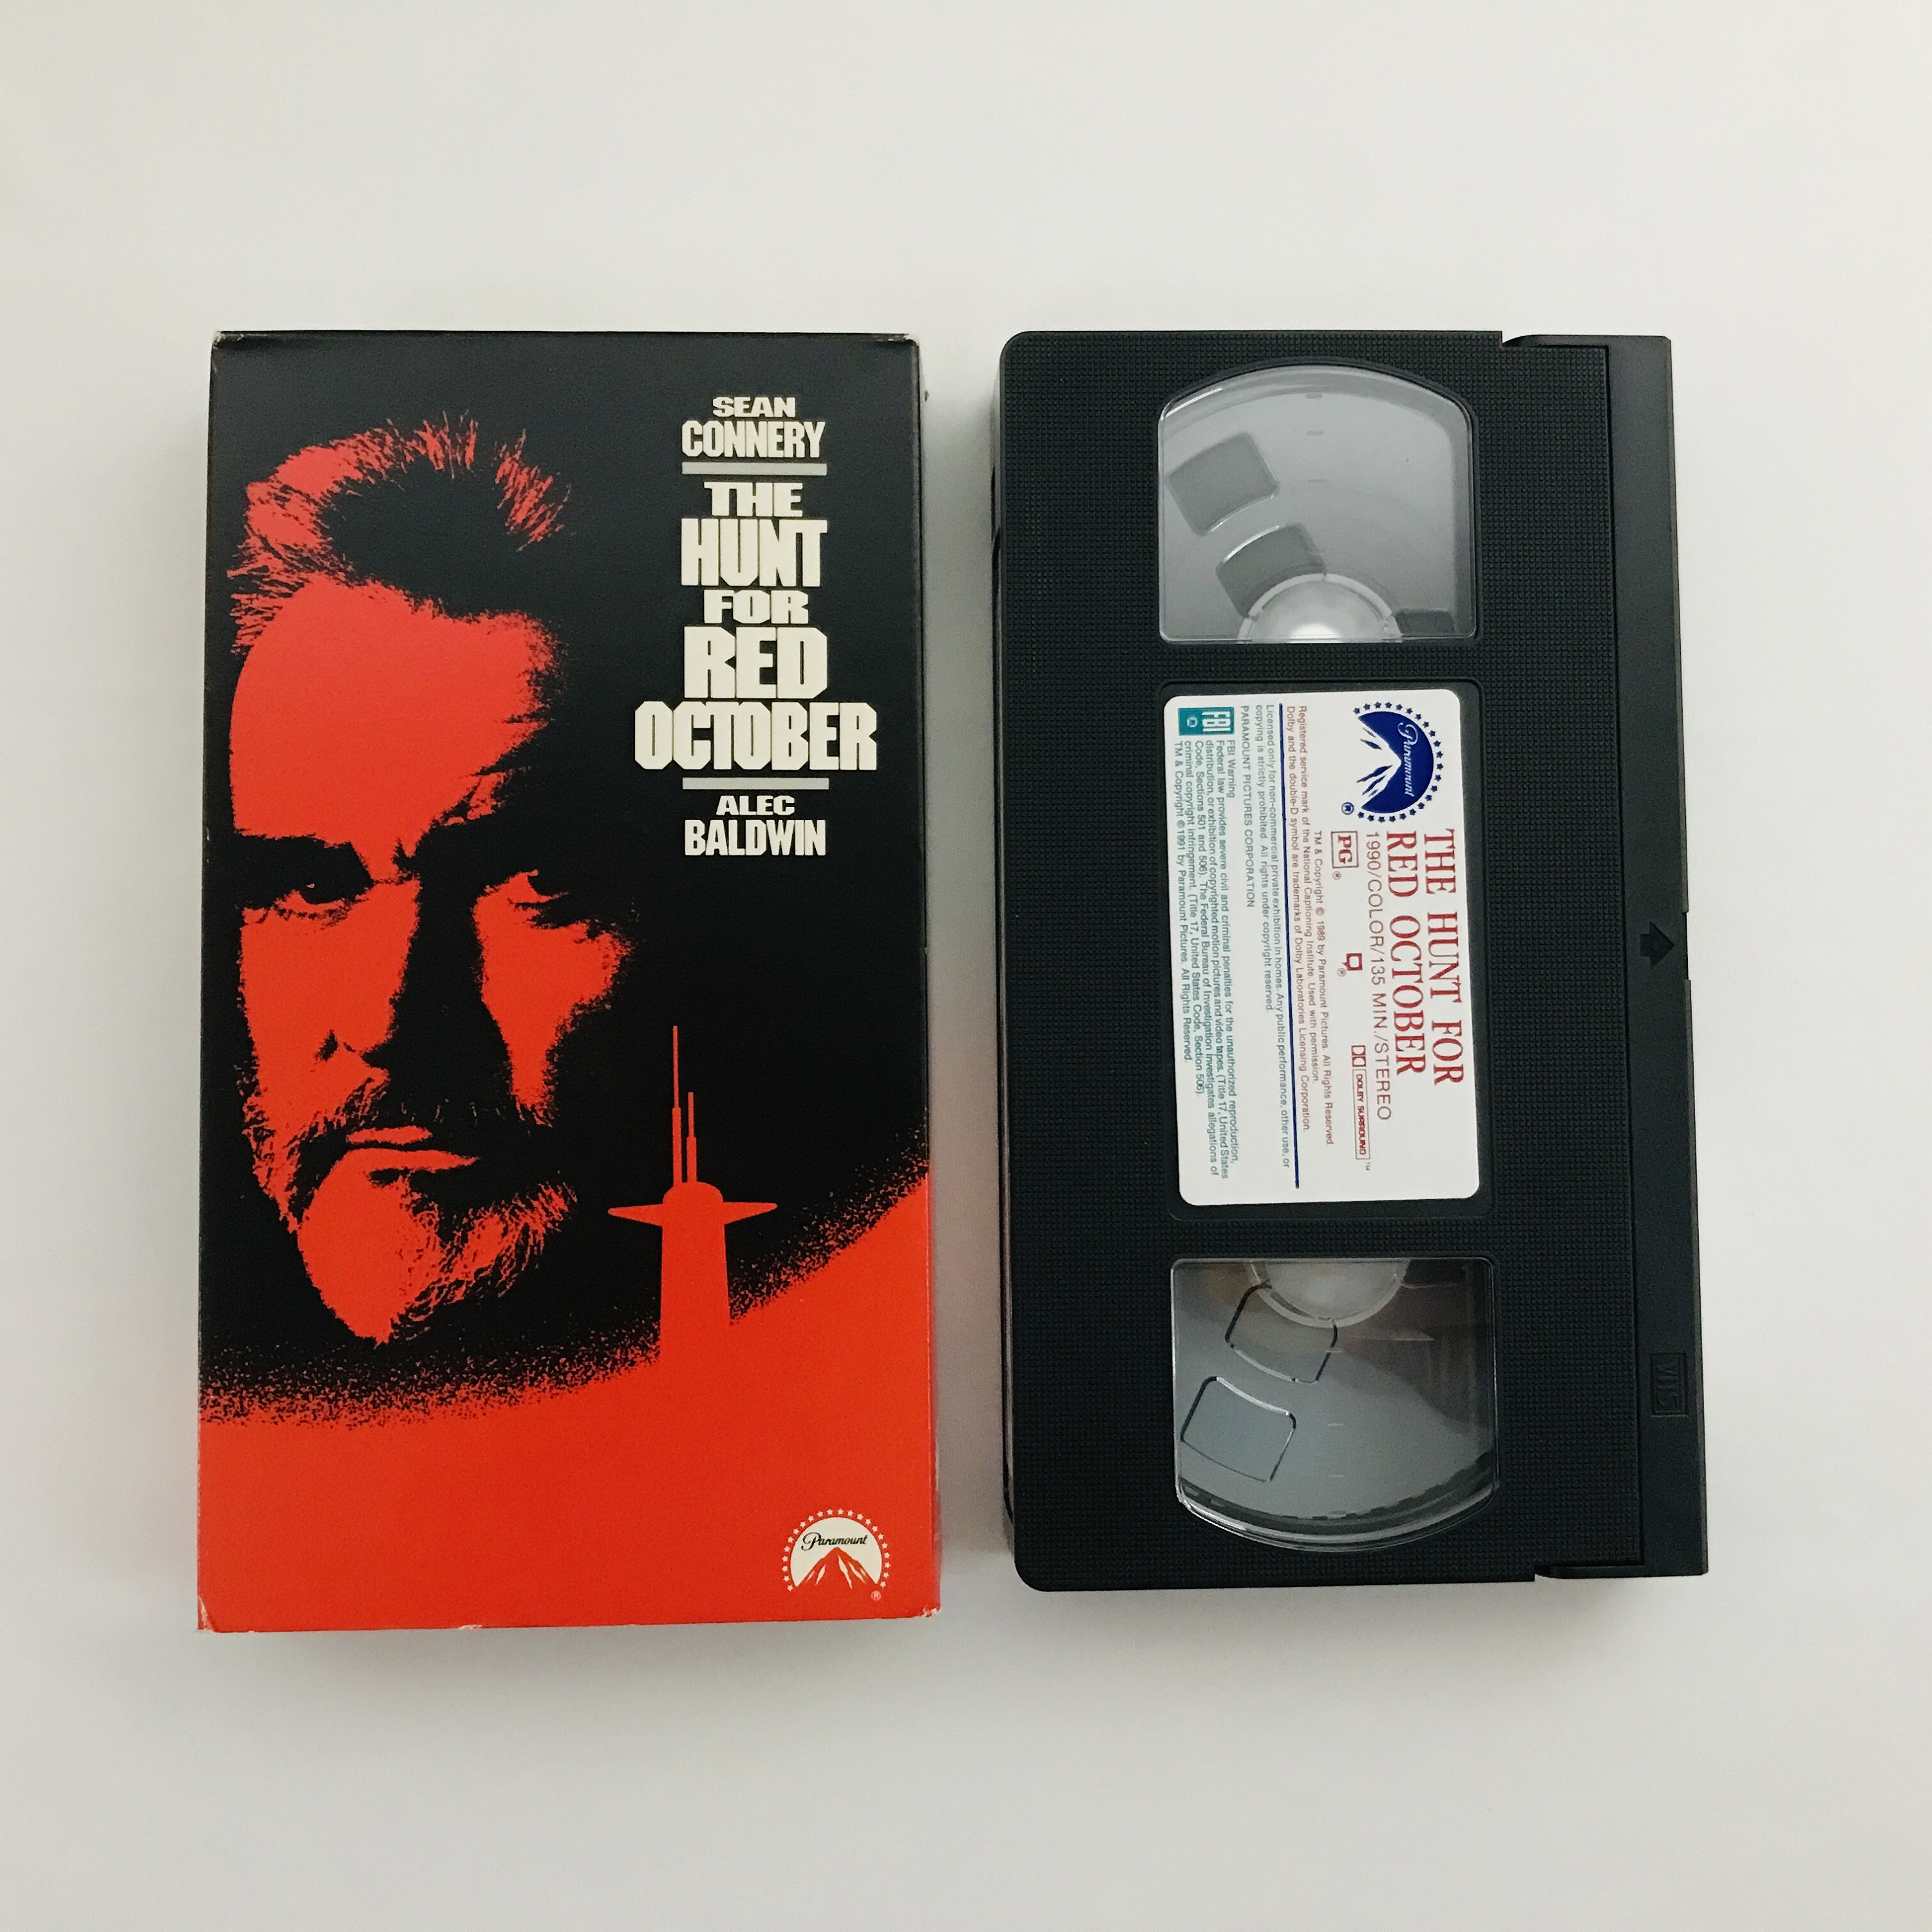 SEAN
CONNERY
THE
HUNT
FOR
RED
OCTOBER
ALEC
BALDWIN
Paramount
®
Paramount
®
THE HUNT FOR
RED OCTOBER
1990/COLOR/135 MIN./STEREO
PG ®
®
DOLBY SURROUND ™
TM & Copyright © 1989 by Paramount Pictures. All Rights Reserved.
Registered service mark of the National Captioning Institute. Used with permission.
Dolby and the double-D symbol are trademarks of Dolby Laboratories Licensing Corporation.
Licensed only for non-commercial private exhibition in homes. Any public performance, other use, or
copying is strictly prohibited. All rights under copyright reserved.
PARAMOUNT PICTURES CORPORATION
FBI
FBI Warning
Federal law provides severe civil and criminal penalties for the unauthorized reproduction,
distribution, or exhibition of copyrighted motion pictures and video tapes. (Title 17, United States
Code, Sections 501 and 506). The Federal Bureau of Investigation investigates allegations of
criminal copyright infringement. (Title 17, United States Code, Section 506).
TM & Copyright © 1991 by Paramount Pictures. All Rights Reserved.
VHS